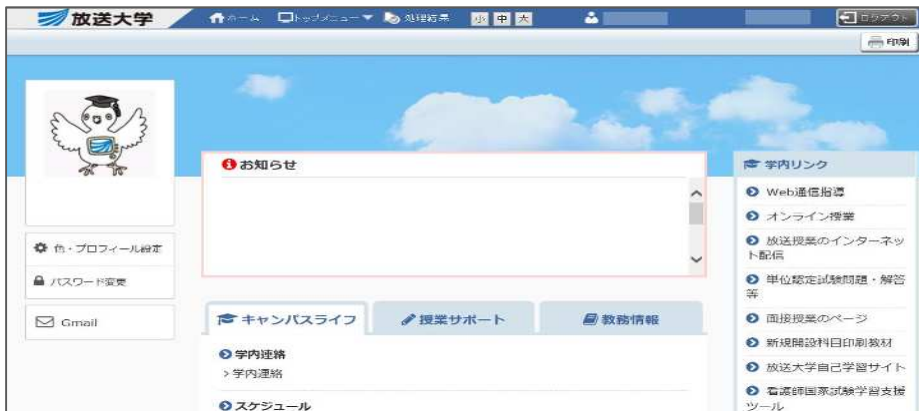 放送大学
ホーム トップメニュー 処理結果 小 中 大 ログアウト
印刷
お知らせ
色・プロフィール設定
パスワード変更
Gmail
キャンパスライフ 授業サポート 教務情報
学内連絡
>学内連絡
スケジュール
学内リンク
Web通信指導
オンライン授業
放送授業のインターネッ
ト配信
単位認定試験問題・解答
等
面接授業のページ
新規開設科目印刷教材
放送大学自己学習サイト
看護師国家試験学習支援
ツール